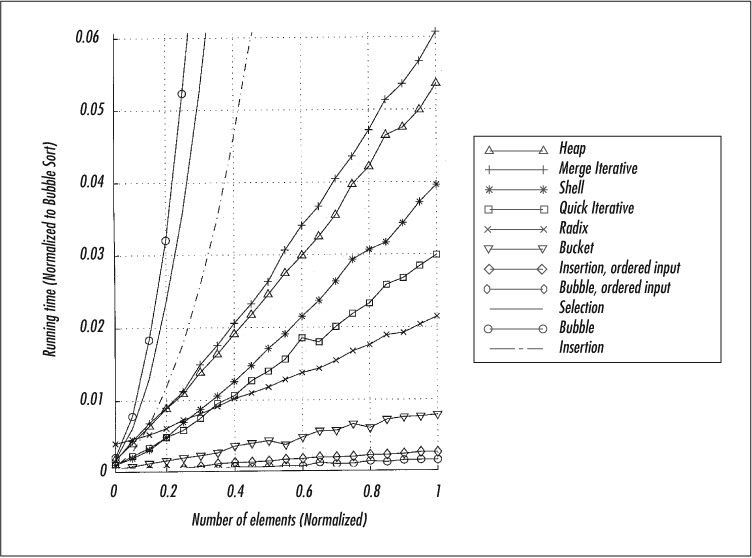 0.06
0.05
0.04
0.03
0.02
0.01
0
0
0.2
0.4
0.6
0.8
1
Running time (Normalized to Bubble Sort)
Number of elements (Normalized)
Heap
Merge Iterative
Shell
Quick Iterative
Radix
Bucket
Insertion, ordered input
Bubble, ordered input
Selection
Bubble
Insertion